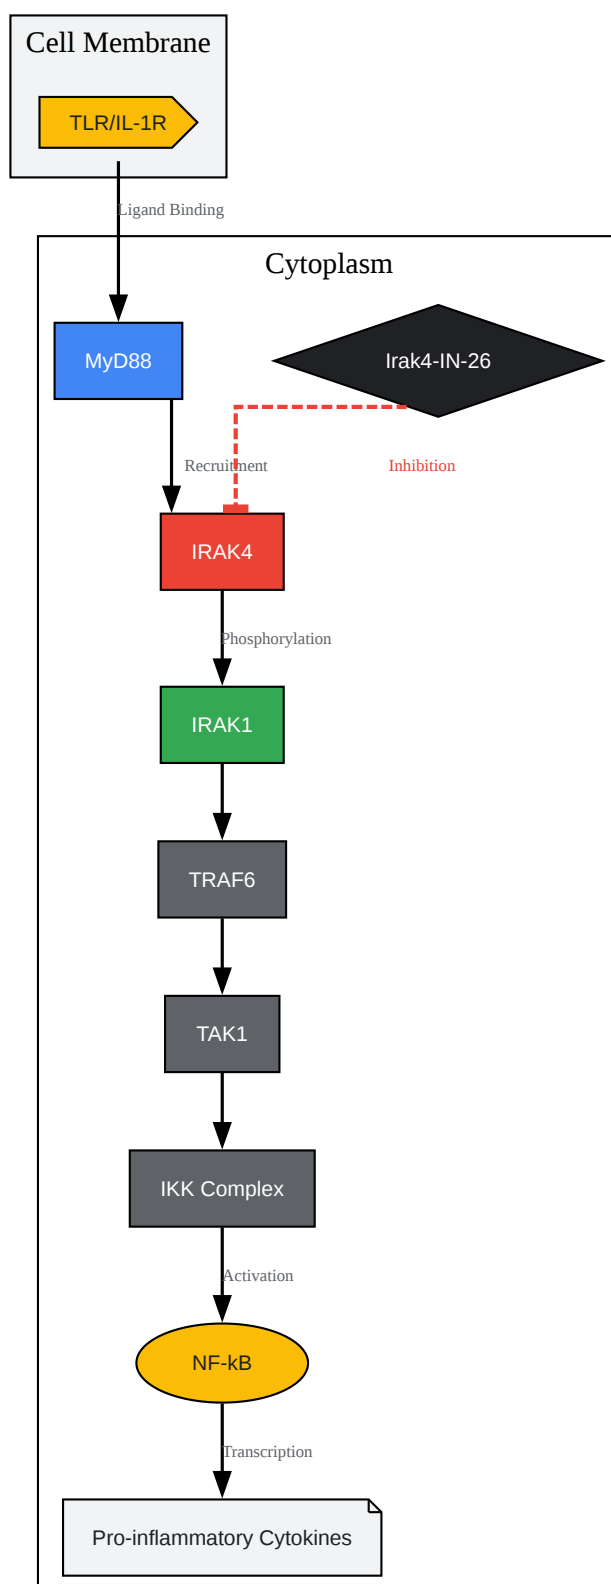 Cell Membrane
TLR/IL-1R
Ligand Binding
Cytoplasm
MyD88
Irak4-IN-26
Recruitment
Inhibition
IRAK4
Phosphorylation
IRAK1
TRAF6
TAK1
IKK Complex
Activation
NF-kB
Transcription
Pro-inflammatory Cytokines